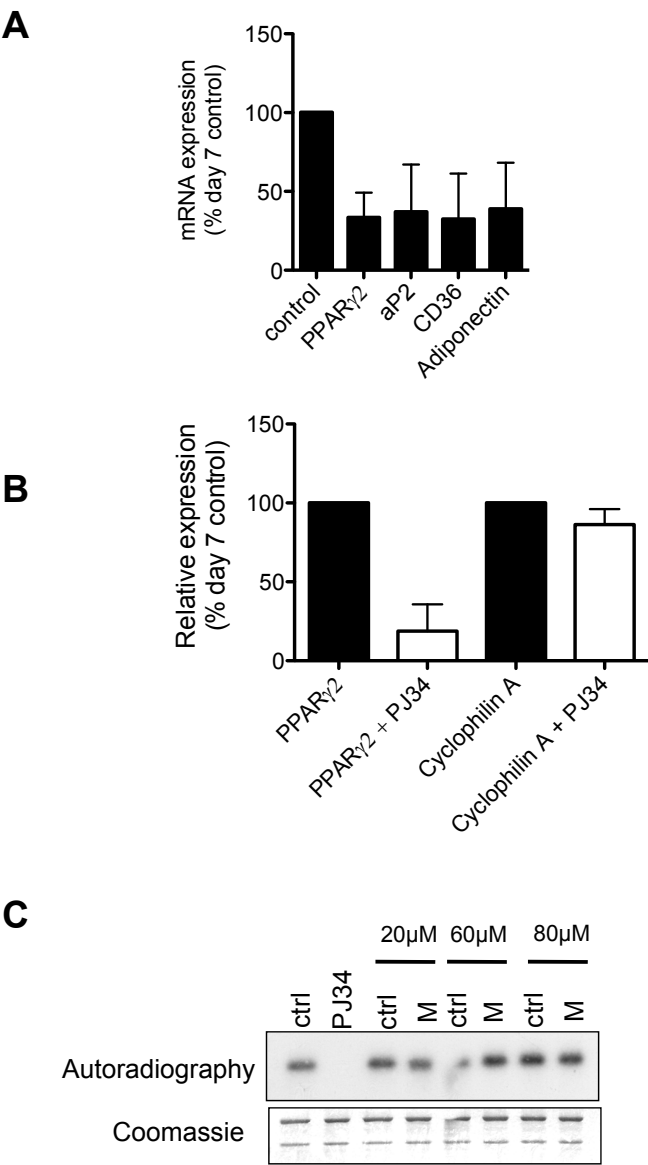 A
mRNA expression
(% day 7 control)
150
100
50
0
control
PPARγ2
aP2
CD36
Adiponectin
B
Relative expression
(% day 7 control)
150
100
50
0
PPARγ2
PPARγ2 + PJ34
Cyclophilin A
Cyclophilin A + PJ34
C
20µM 60µM 80µM
ctrl PJ34 ctrl M ctrl M ctrl M
Autoradiography
Coomassie